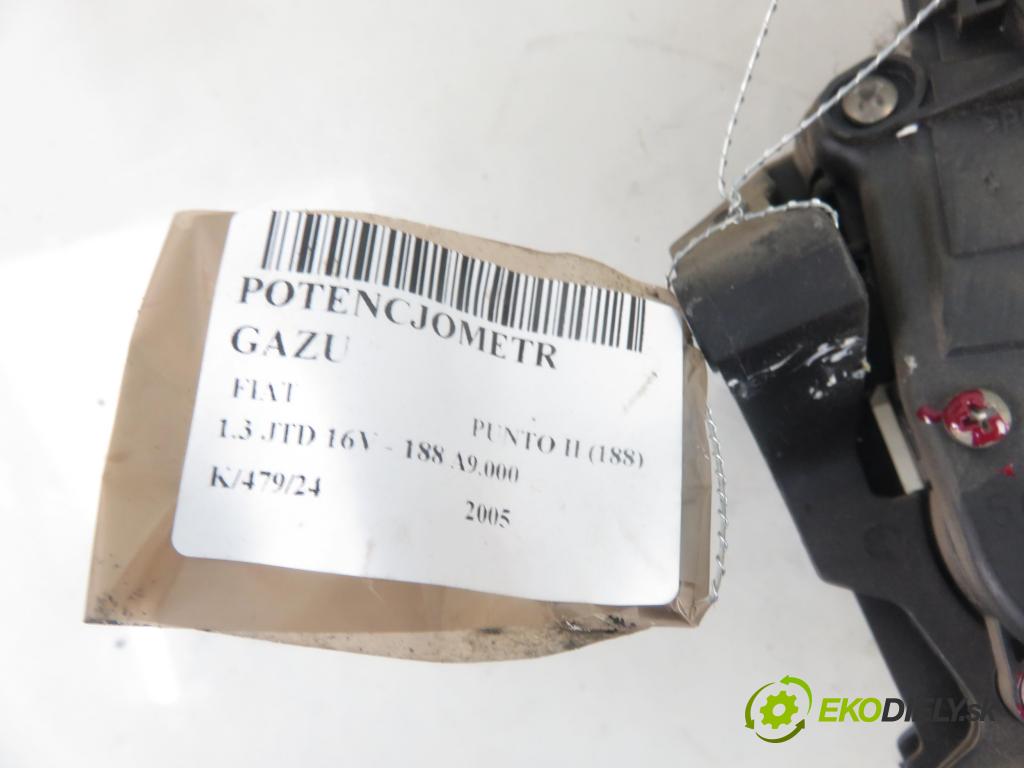 POTENCJOMETR
GAZU
FIAT
PUNTO II (188)
1.3 JTD 16V - 188 A9.000
K/479/24
2005
EKODIELY.sk